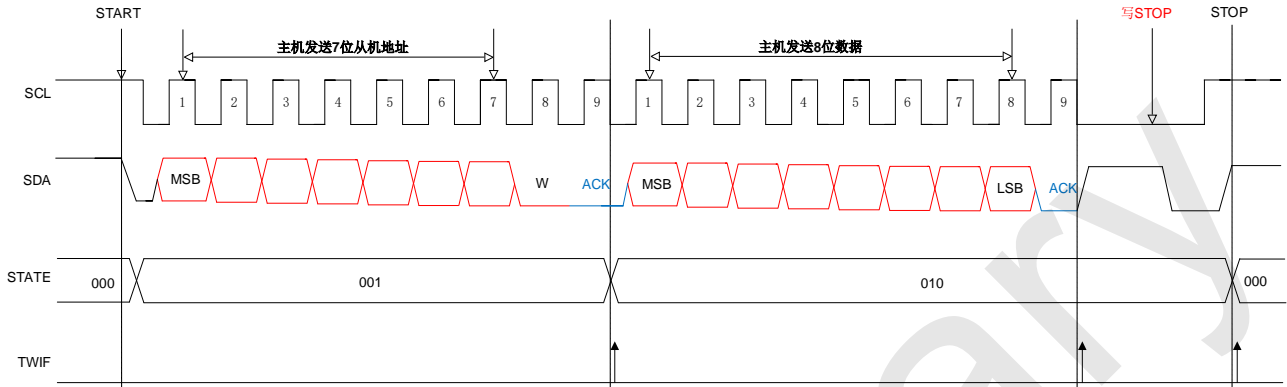 START
写STOP
STOP
主机发送7位从机地址
主机发送8位数据
SCL
1 2 3 4 5 6 7 8 9 1 2 3 4 5 6 7 8 9
SDA
MSB W ACK MSB LSB ACK
STATE
000 001 010 000
TWIF